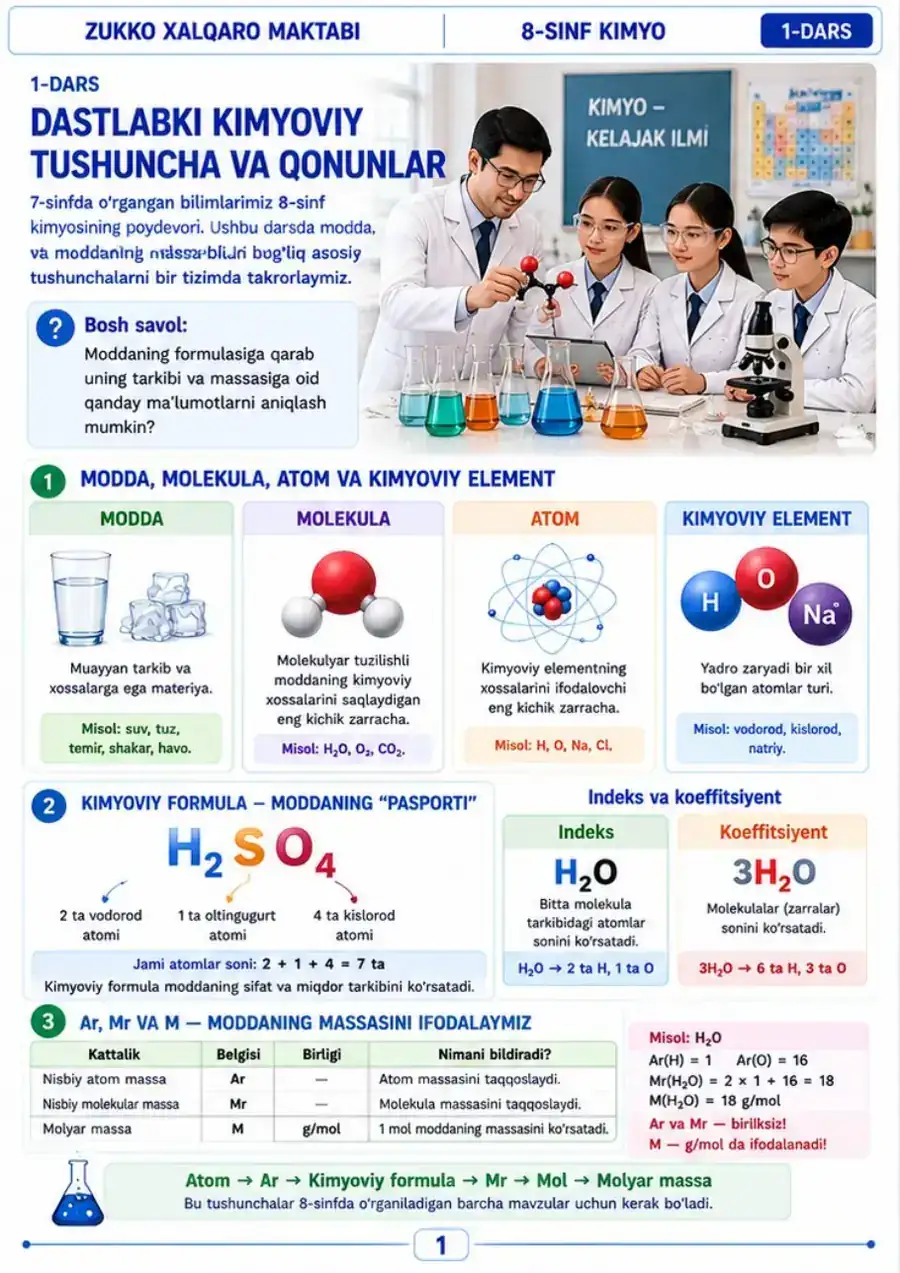 ZUKKO XALQARO MAKTABI
8-SINF KIMYO
1-DARS
1-DARS
DASTLABKI KIMYOVIY
TUSHUNCHA VA QONUNLAR
7-sinfda o‘rgangan bilimlarimiz 8-sinf
kimyosining poydevori. Ushbu darsda modda,
va moddaning bog‘liq asosiy
tushunchalarni bir tizimda takrorlaymiz.
KIMYO –
KELAJAK ILMI
?
Bosh savol:
Moddaning formulasiga qarab
uning tarkibi va massasiga oid
qanday ma'lumotlarni aniqlash
mumkin?
1 MODDA, MOLEKULA, ATOM VA KIMYOVIY ELEMENT
MODDA
Muayyan tarkib va
xossalarga ega materiya.
Misol: suv, tuz,
temir, shakar, havo.
MOLEKULA
Molekulyar tuzilishli
moddaning kimyoviy
xossalarini saqlaydigan
eng kichik zarracha.
Misol: H₂O, O₂, CO₂.
ATOM
Kimyoviy elementning
xossalarini ifodalovchi
eng kichik zarracha.
Misol: H, O, Na, Cl.
KIMYOVIY ELEMENT
H
O
Na
Yadro zaryadi bir xil
bo'lgan atomlar turi.
Misol: vodorod, kislorod,
natriy.
2 KIMYOVIY FORMULA – MODDANING “PASPORTI”
H₂SO₄
2 ta vodorod
atomi
1 ta oltingugurt
atomi
4 ta kislorod
atomi
Jami atomlar soni: 2 + 1 + 4 = 7 ta
Kimyoviy formula moddaning sifat va miqdor tarkibini ko'rsatadi.
Indeks va koeffitsiyent
Indeks
H₂O
Bitta molekula
tarkibidagi atomlar
sonini ko'rsatadi.
H₂O → 2 ta H, 1 ta O
Koeffitsiyent
3H₂O
Molekulalar (zarralar)
sonini ko'rsatadi.
3H₂O → 6 ta H, 3 ta O
3 Ar, Mr VA M — MODDANING MASSASINI IFODALAYMIZ
Kattalik Belgisi Birligi Nimani bildiradi?
Nisbiy atom massa Ar — Atom massasini taqqoslaydi.
Nisbiy molekular massa Mr — Molekula massasini taqqoslaydi.
Molyar massa M g/mol 1 mol moddaning massasini ko'rsatadi.
Misol: H₂O
Ar(H) = 1 Ar(O) = 16
Mr(H₂O) = 2 × 1 + 16 = 18
M(H₂O) = 18 g/mol
Ar va Mr — birliksiz!
M — g/mol da ifodalanadi!
Atom → Ar → Kimyoviy formula → Mr → Mol → Molyar massa
Bu tushunchalar 8-sinfda o'rganiladigan barcha mavzular uchun kerak bo'ladi.
1